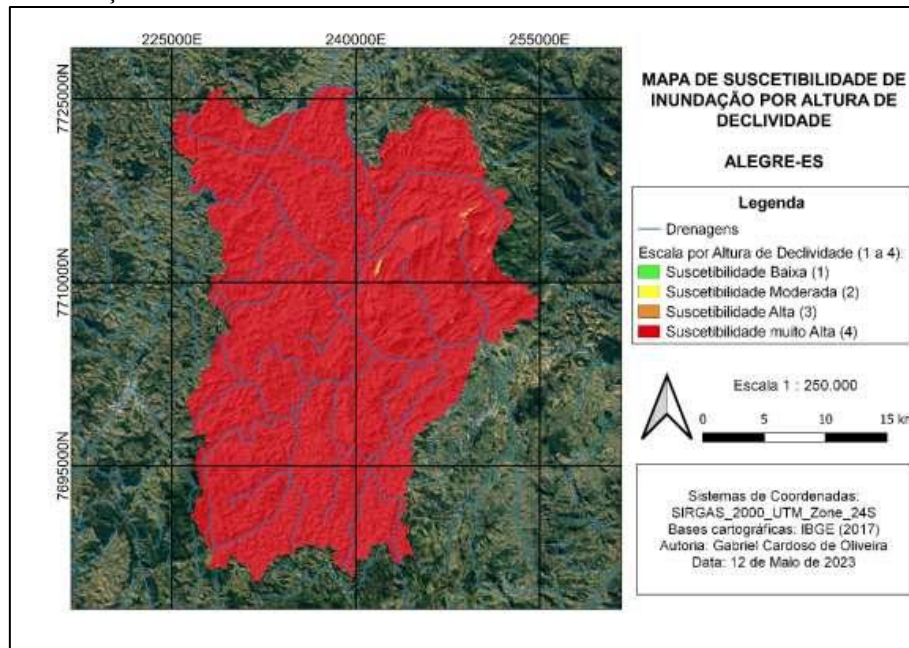 225000E 240000E 255000E
7725000N
7710000N
7695000N
MAPA DE SUSCETIBILIDADE DE
INUNDAÇÃO POR ALTURA DE
DECLIVIDADE
ALEGRE-ES
Legenda
Drenagens
Escala por Altura de Declividade (1 a 4):
Suscetibilidade Baixa (1)
Suscetibilidade Moderada (2)
Suscetibilidade Alta (3)
Suscetibilidade muito Alta (4)
Escala 1 : 250.000
0 5 10 15 km
Sistemas de Coordenadas:
SIRGAS_2000_UTM_Zone_24S
Bases cartográficas: IBGE (2017)
Autoria: Gabriel Cardoso de Oliveira
Data: 12 de Maio de 2023